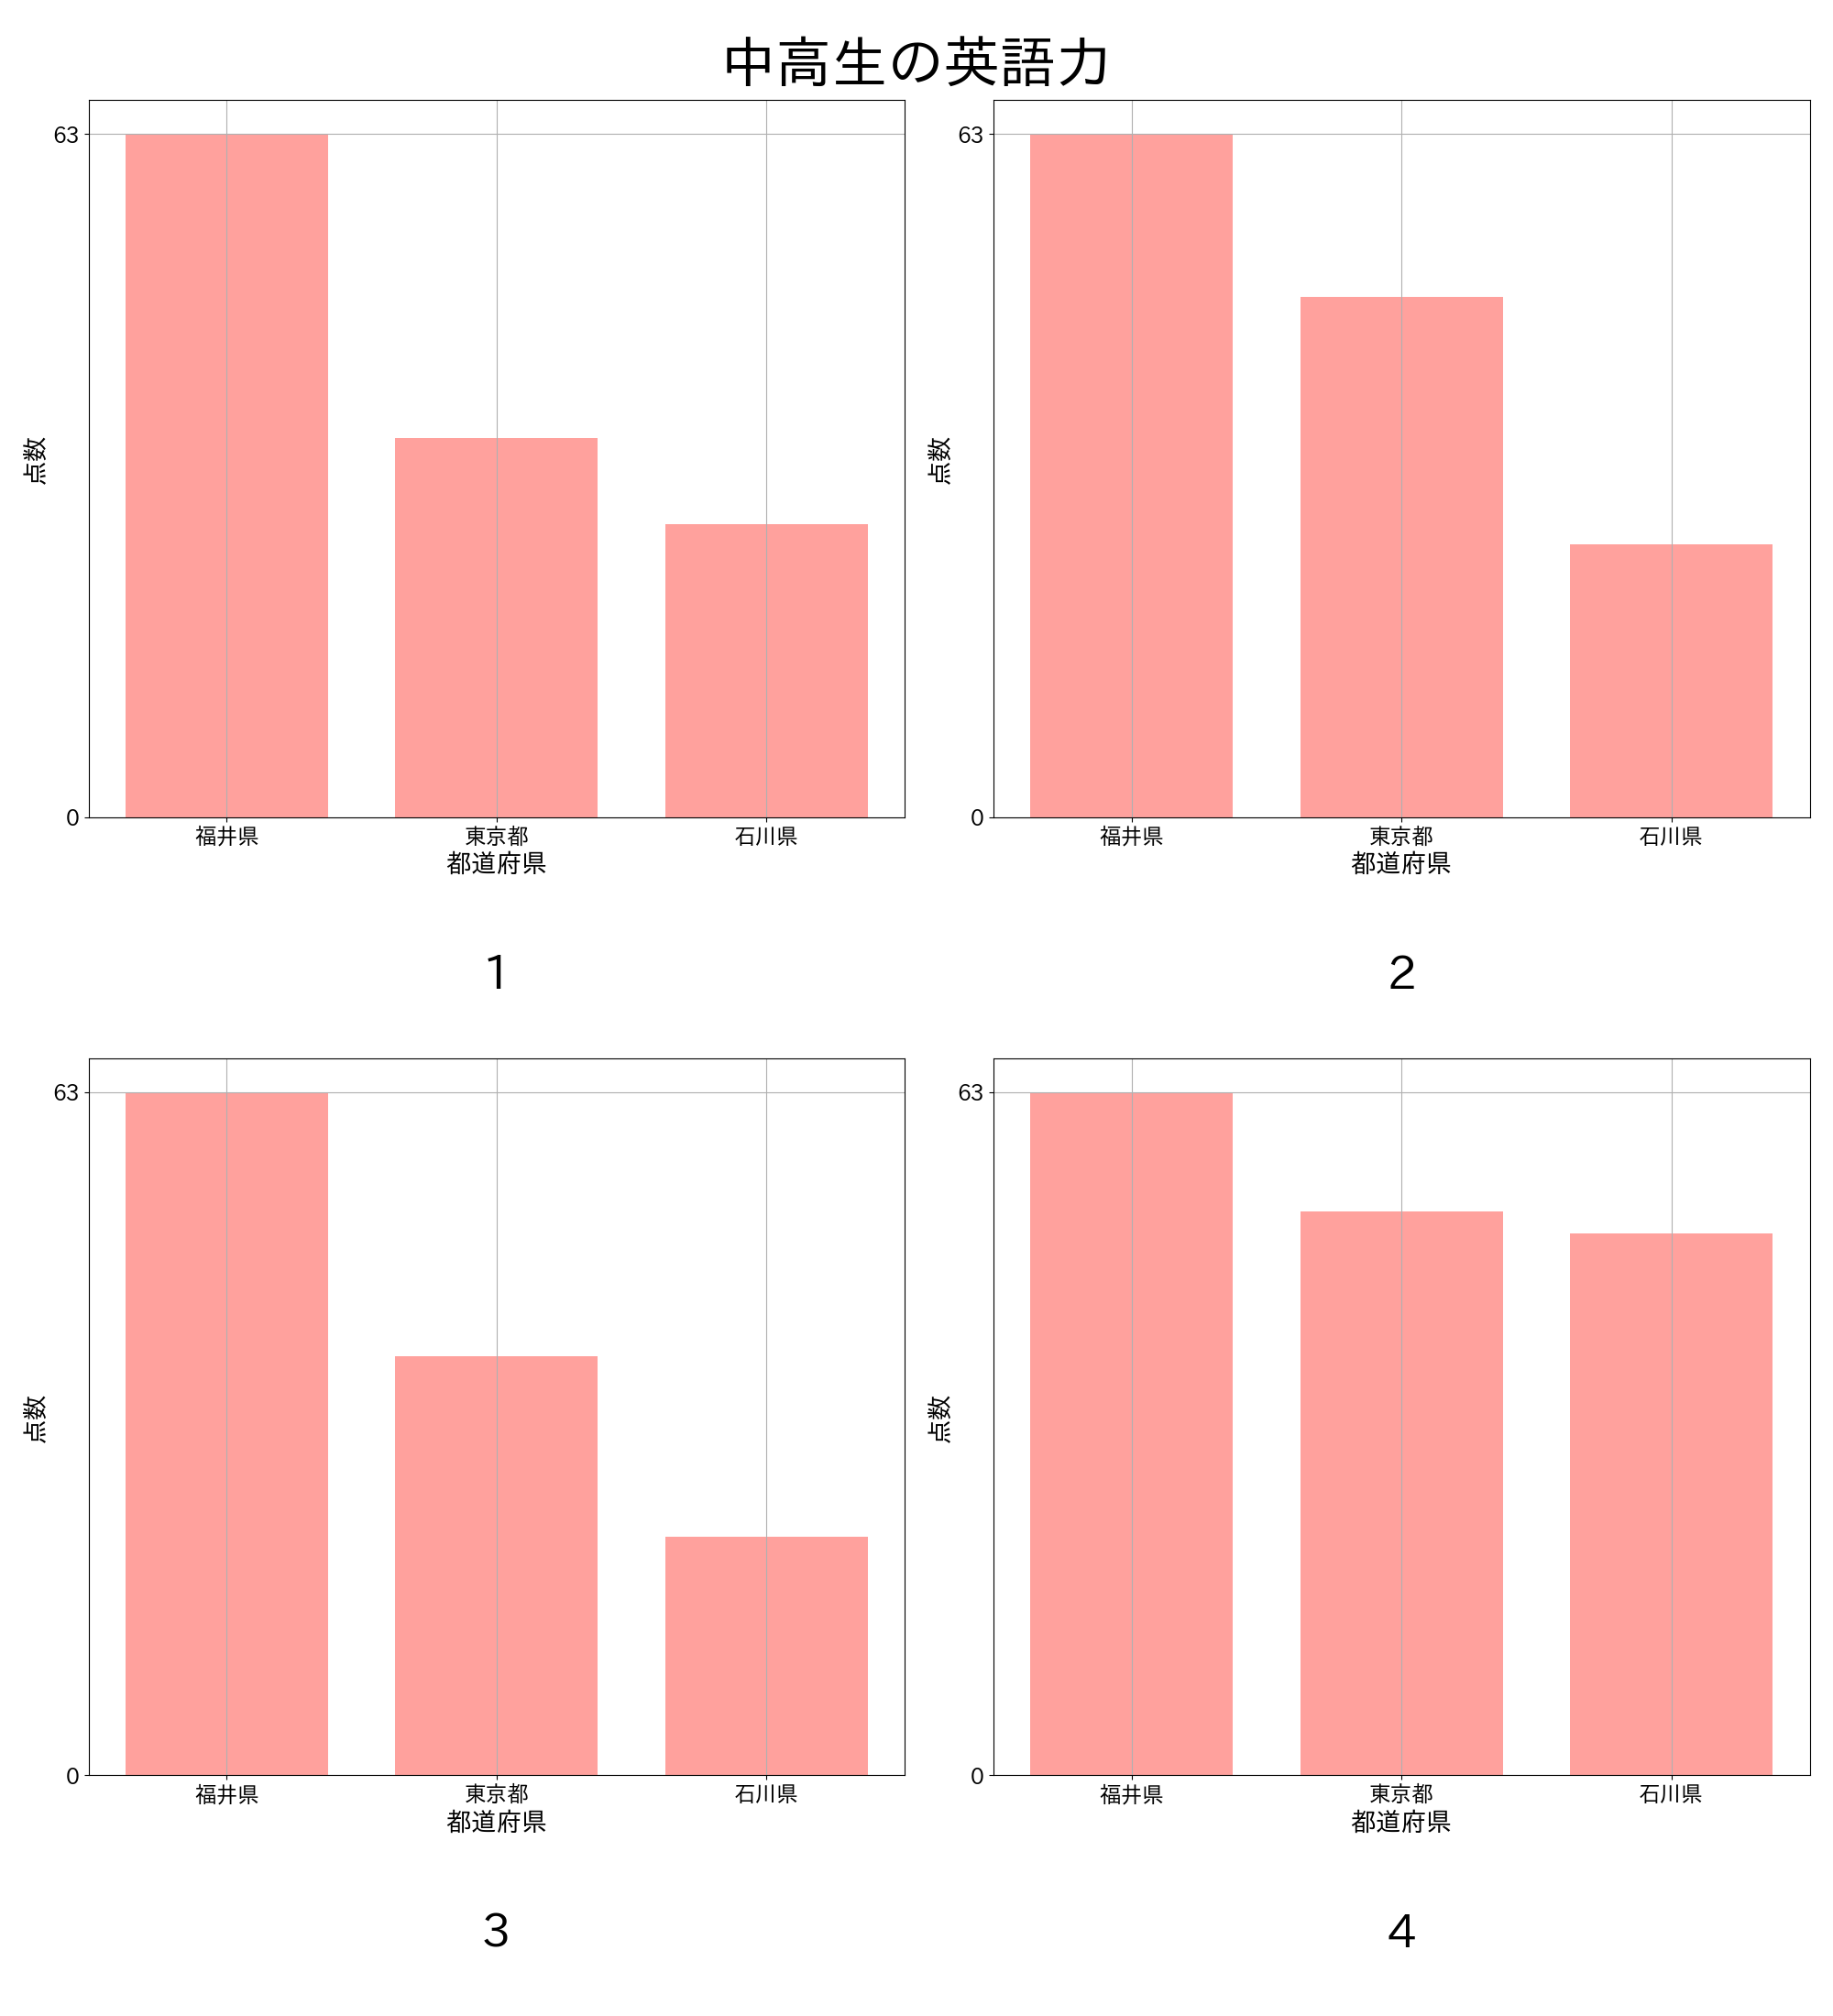 中高生の英語力
63
点数
0
福井県 東京都 石川県
都道府県
1
63
点数
0
福井県 東京都 石川県
都道府県
2
63
点数
0
福井県 東京都 石川県
都道府県
3
63
点数
0
福井県 東京都 石川県
都道府県
4